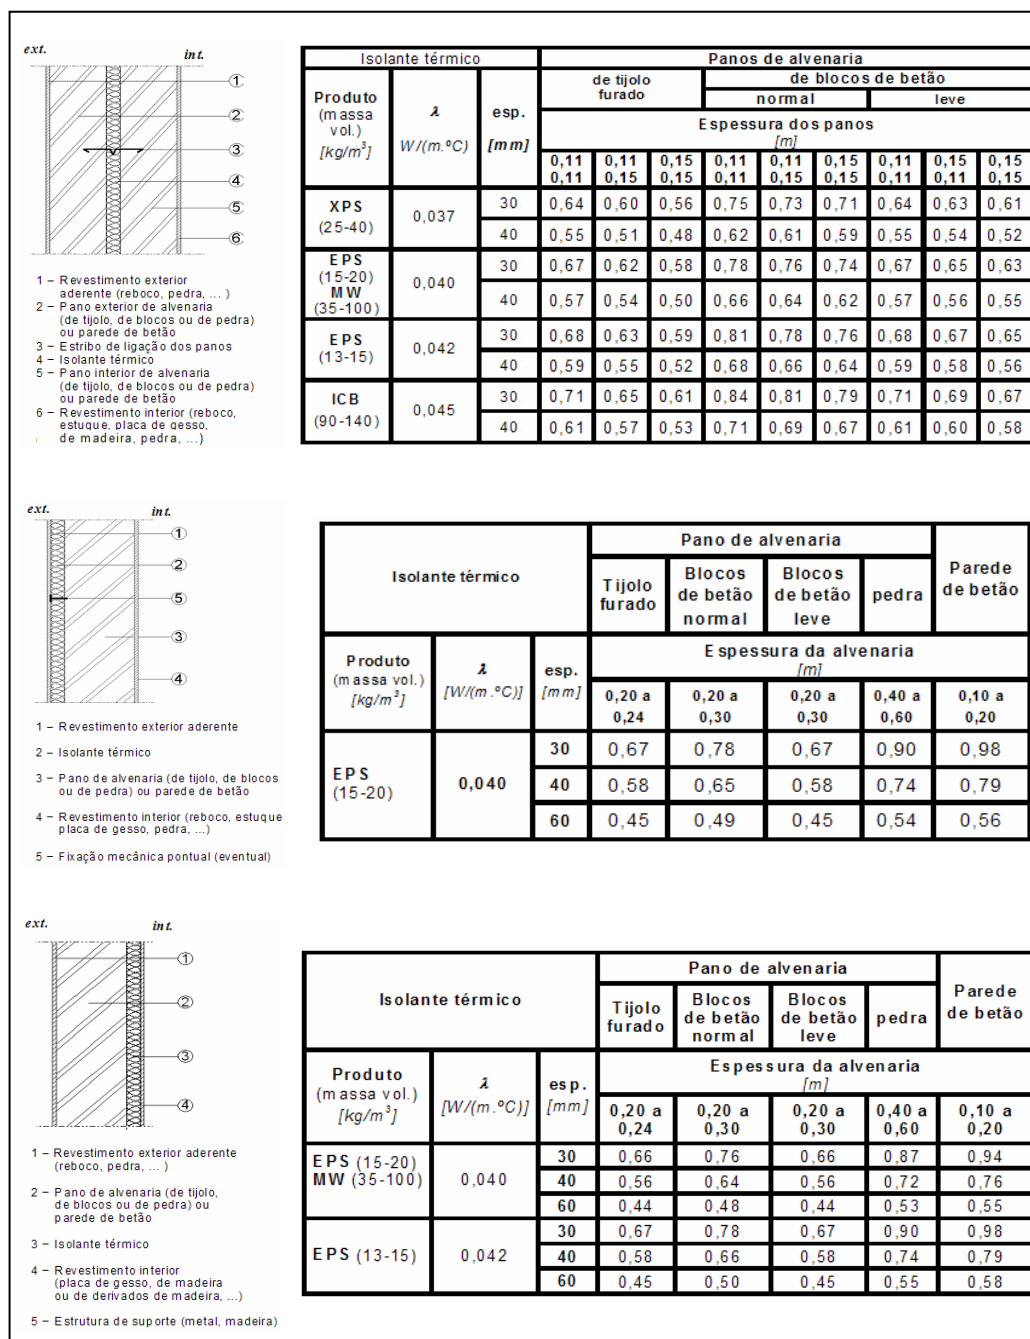 ext.
int.
1
2
3
4
5
6
1 – Revestimento exterior
aderente (reboco, pedra, ... )
2 – Pano exterior de alvenaria
(de tijolo, de blocos ou de pedra)
ou parede de betão
3 – Estribo de ligação dos panos
4 – Isolante térmico
5 – Pano interior de alvenaria
(de tijolo, de blocos ou de pedra)
ou parede de betão
6 – Revestimento interior (reboco,
estuque, placa de gesso,
de madeira, pedra, ...)
Isolante térmico Panos de alvenaria
de tijolo furado de blocos de betão
normal leve
Produto (massa vol.) [kg/m³] λ W/(m.ºC) esp. [mm]
Espessura dos panos
[m]
0,11 0,11 0,15 0,11 0,11 0,15 0,11 0,15 0,15
0,11 0,15 0,15 0,11 0,15 0,15 0,11 0,15 0,15
XPS (25-40) 0,037 30 0,64 0,60 0,56 0,75 0,73 0,71 0,64 0,63 0,61
40 0,55 0,51 0,48 0,62 0,61 0,59 0,55 0,54 0,52
EPS (15-20) MW (35-100) 0,040 30 0,67 0,62 0,58 0,78 0,76 0,74 0,67 0,65 0,63
40 0,57 0,54 0,50 0,66 0,64 0,62 0,57 0,56 0,55
EPS (13-15) 0,042 30 0,68 0,63 0,59 0,81 0,78 0,76 0,68 0,67 0,65
40 0,59 0,55 0,52 0,68 0,66 0,64 0,59 0,58 0,56
ICB (90-140) 0,045 30 0,71 0,65 0,61 0,84 0,81 0,79 0,71 0,69 0,67
40 0,61 0,57 0,53 0,71 0,69 0,67 0,61 0,60 0,58
ext.
int.
1
2
5
3
4
1 – Revestimento exterior aderente
2 – Isolante térmico
3 – Pano de alvenaria (de tijolo, de blocos
ou de pedra) ou parede de betão
4 – Revestimento interior (reboco, estuque
placa de gesso, pedra, ...)
5 – Fixação mecânica pontual (eventual)
Isolante térmico Pano de alvenaria Parede de betão
Tijolo furado Blocos de betão normal Blocos de betão leve pedra
Produto (massa vol.) [kg/m³] λ [W/(m.ºC)] esp. [mm]
Espessura da alvenaria
[m]
0,20 a 0,24 0,20 a 0,30 0,20 a 0,30 0,40 a 0,60 0,10 a 0,20
EPS (15-20) 0,040 30 0,67 0,78 0,67 0,90 0,98
40 0,58 0,65 0,58 0,74 0,79
60 0,45 0,49 0,45 0,54 0,56
ext.
int.
1
2
3
4
1 – Revestimento exterior aderente
(reboco, pedra, ... )
2 – Pano de alvenaria (de tijolo,
de blocos ou de pedra) ou
parede de betão
3 – Isolante térmico
4 – Revestimento interior
(placa de gesso, de madeira
ou de derivados de madeira, ...)
5 – Estrutura de suporte (metal, madeira)
Isolante térmico Pano de alvenaria Parede de betão
Tijolo furado Blocos de betão normal Blocos de betão leve pedra
Produto (massa vol.) [kg/m³] λ [W/(m.ºC)] esp. [mm]
Espessura da alvenaria
[m]
0,20 a 0,24 0,20 a 0,30 0,20 a 0,30 0,40 a 0,60 0,10 a 0,20
EPS (15-20) MW (35-100) 0,040 30 0,66 0,76 0,66 0,87 0,94
40 0,56 0,64 0,56 0,72 0,76
60 0,44 0,48 0,44 0,53 0,55
EPS (13-15) 0,042 30 0,67 0,78 0,67 0,90 0,98
40 0,58 0,66 0,58 0,74 0,79
60 0,45 0,50 0,45 0,55 0,58